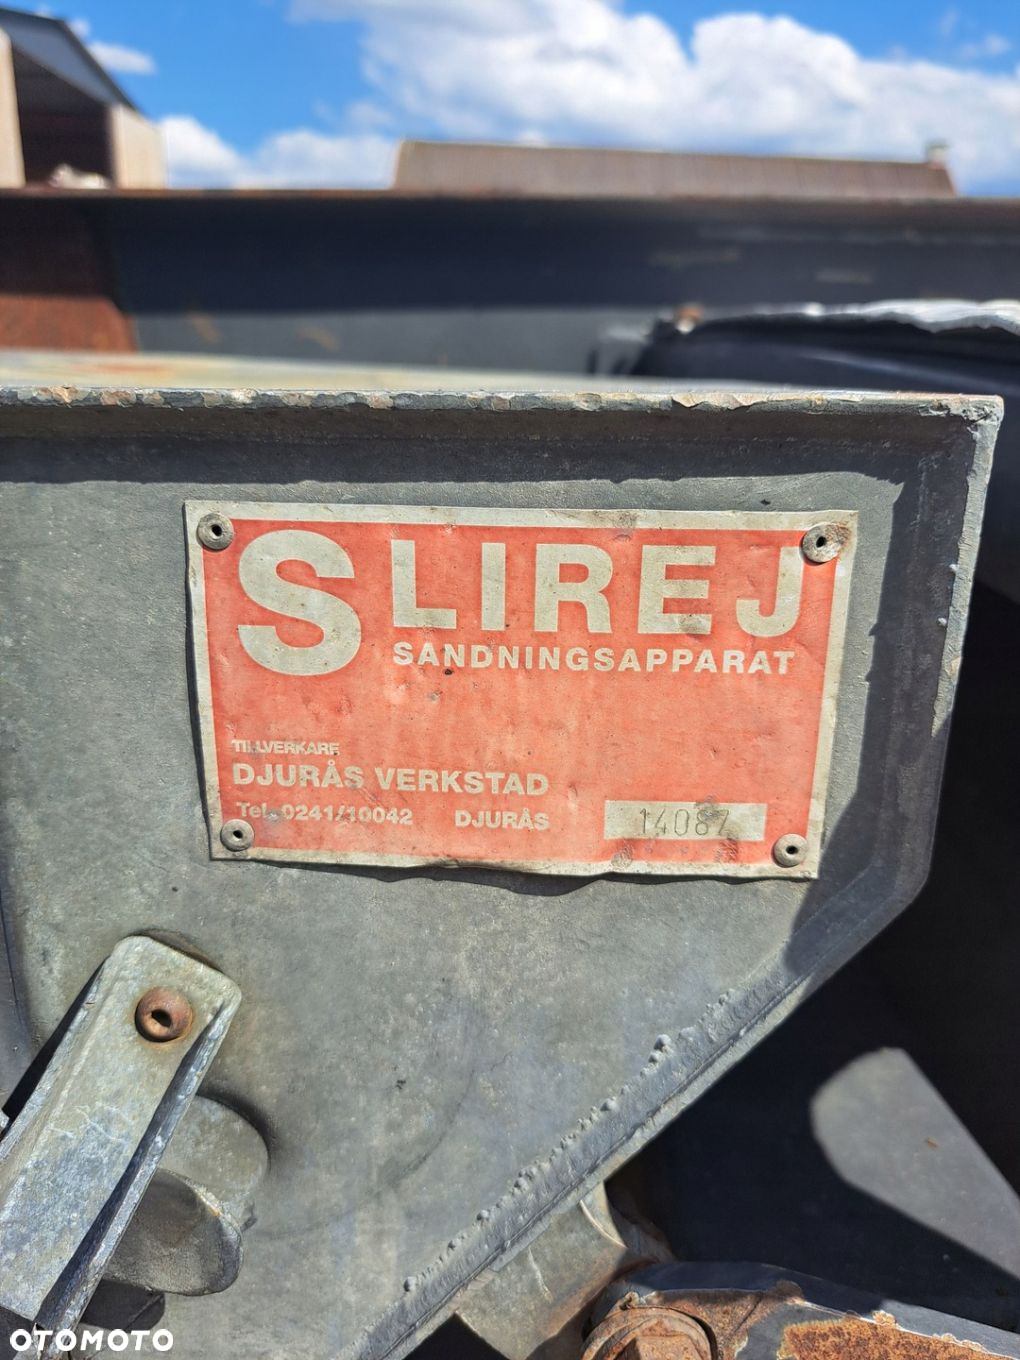 SLIREJ
SANDNINGSAPPARAT
TILLVERKARE
DJURÅS VERKSTAD
Tel. 0241/10042 DJURÅS
14087
OTOMOTO